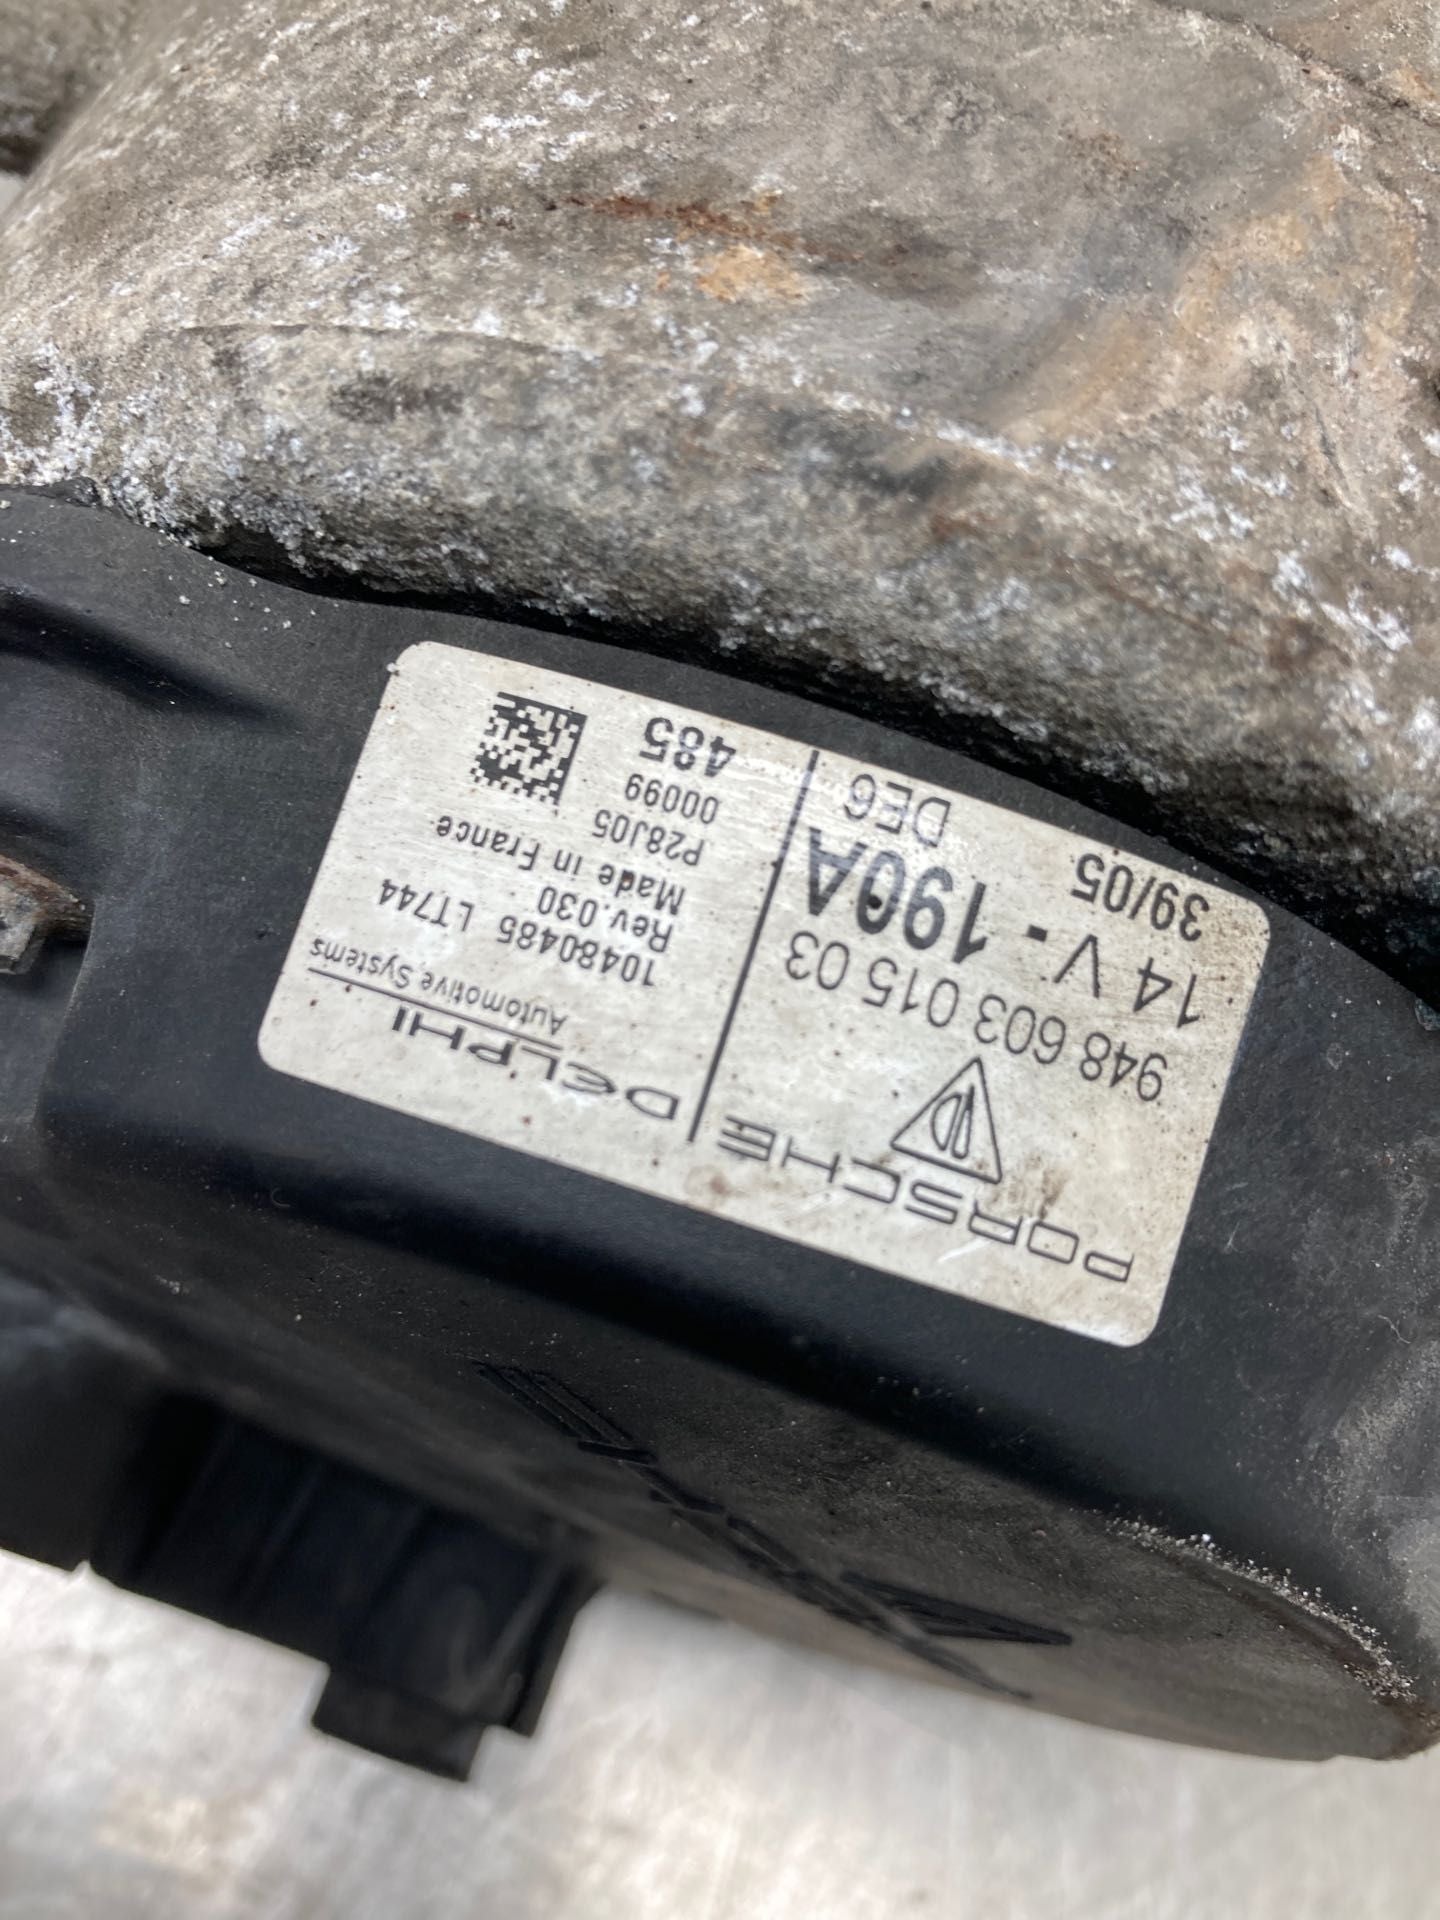 PORSCHE
948 603 015 03
14 V - 190A
39/05 DE6
DELPHI
Automotive Systems
10480485 LT744
Rev.030
Made in France
P28J05
00099
485